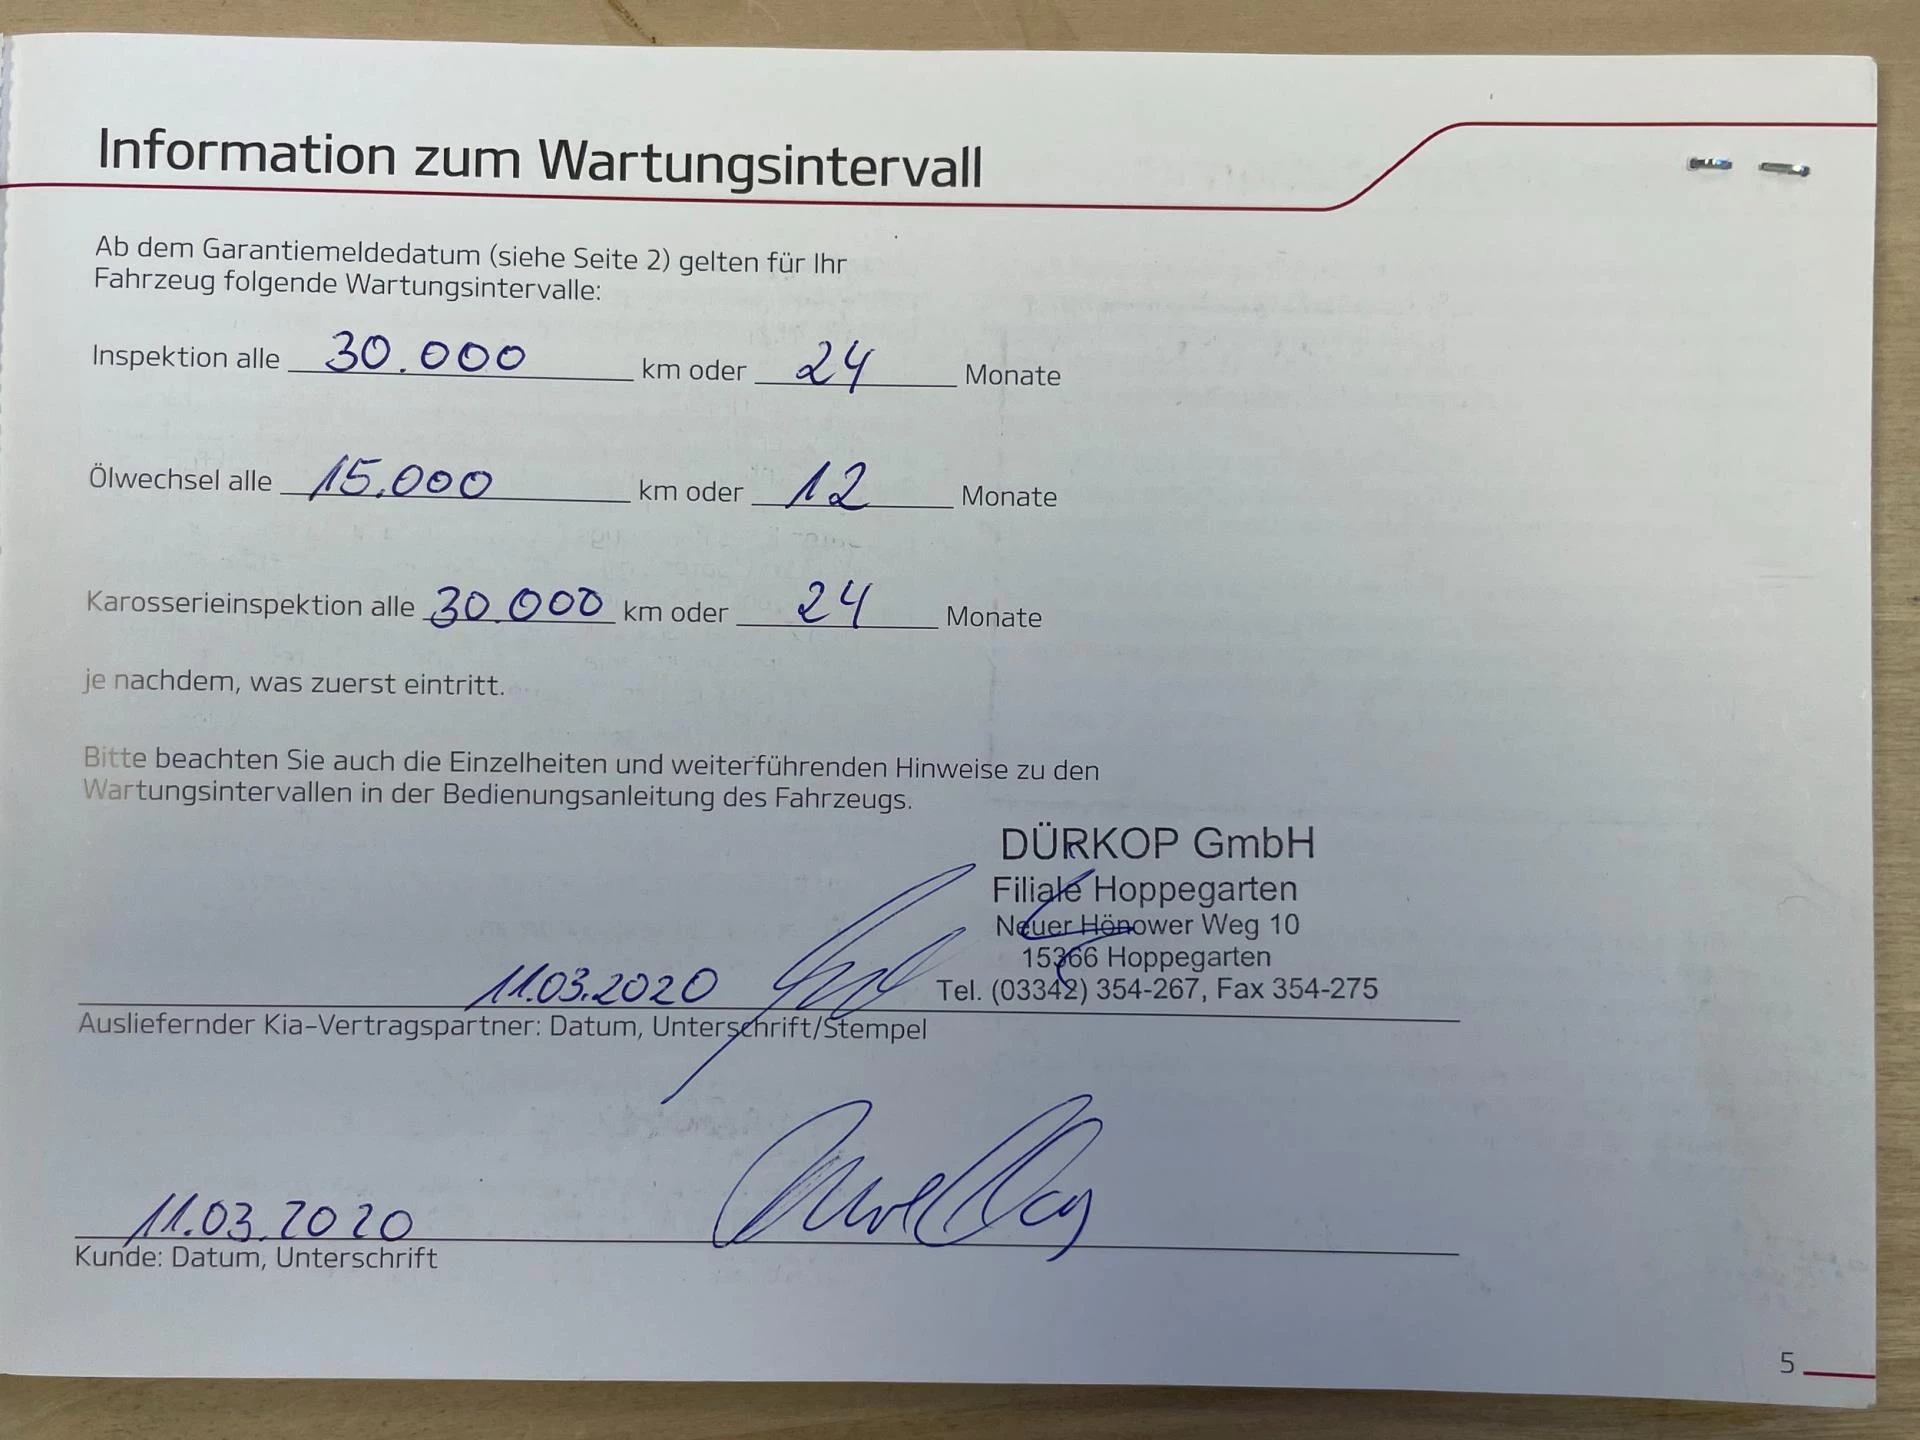 Information zum Wartungsintervall
Ab dem Garantiemeldedatum (siehe Seite 2) gelten für Ihr
Fahrzeug folgende Wartungsintervalle:
Inspektion alle 30.000 km oder 24 Monate
Ölwechsel alle 15.000 km oder 12 Monate
Karosserieinspektion alle 30.000 km oder 24 Monate
je nachdem, was zuerst eintritt.
Bitte beachten Sie auch die Einzelheiten und weiterführenden Hinweise zu den
Wartungsintervallen in der Bedienungsanleitung des Fahrzeugs.
DÜRKOP GmbH
Filiale Hoppegarten
Neuer Hönower Weg 10
15366 Hoppegarten
11.03.2020 Tel. (03342) 354-267, Fax 354-275
Ausliefernder Kia-Vertragspartner: Datum, Unterschrift/Stempel
11.03.2020
Kunde: Datum, Unterschrift
5